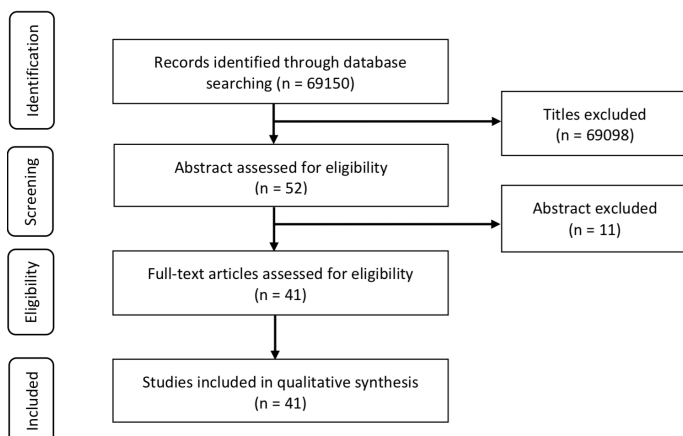 Identification
Records identified through database
searching (n = 69150)
Titles excluded
(n = 69098)
Screening
Abstract assessed for eligibility
(n = 52)
Abstract excluded
(n = 11)
Eligibility
Full-text articles assessed for eligibility
(n = 41)
Included
Studies included in qualitative synthesis
(n = 41)